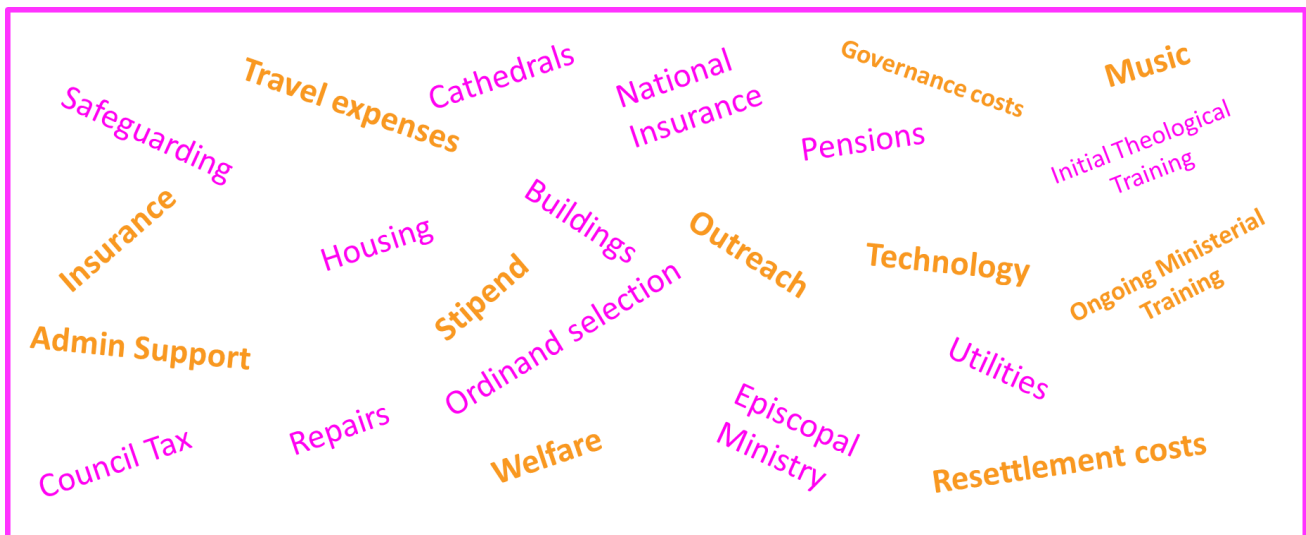 Safeguarding
Travel expenses
Cathedrals
National
Insurance
Governance costs
Music
Pensions
Initial Theological
Training
Insurance
Housing
Buildings
Outreach
Technology
Ongoing Ministerial
Training
Stipend
Admin Support
Ordinand selection
Utilities
Council Tax
Repairs
Welfare
Episcopal
Ministry
Resettlement costs